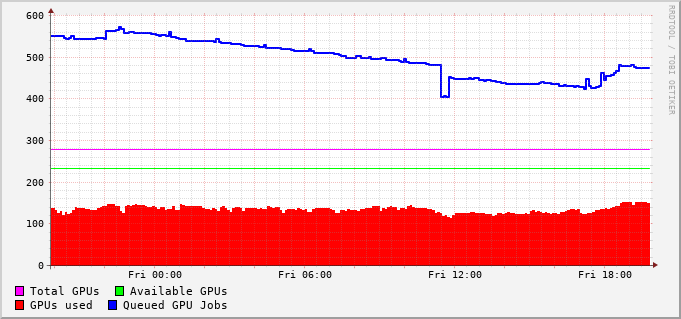 600
500
400
300
200
100
0
Fri 00:00 Fri 06:00 Fri 12:00 Fri 18:00
Total GPUs Available GPUs
GPUs used Queued GPU Jobs
RRDTOOL / TOBI OETIKER